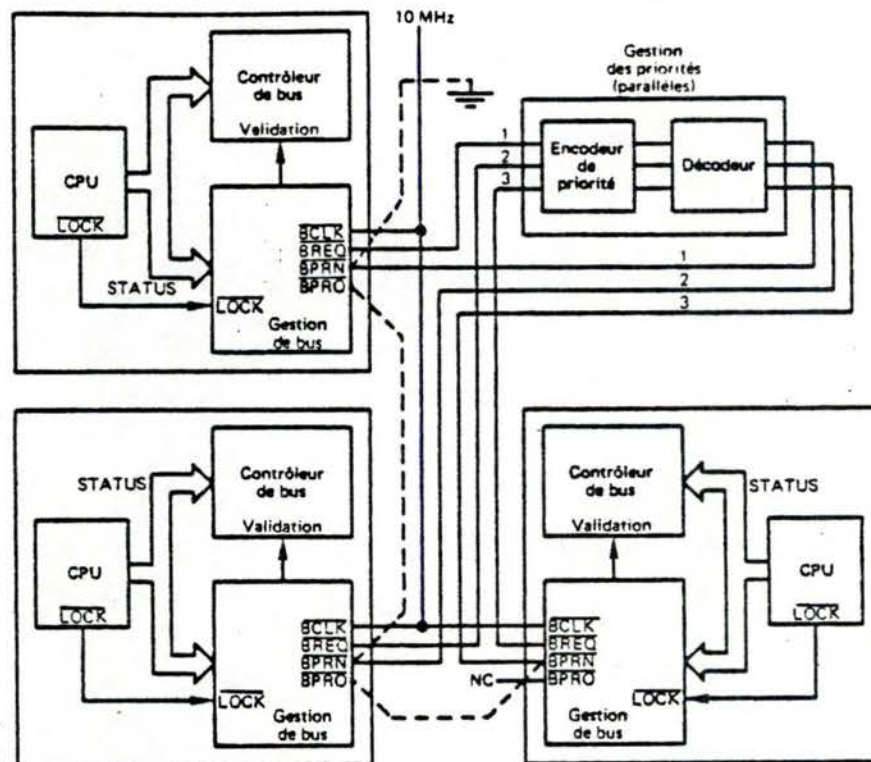 10 MHz
Gestion
des priorités
(parallèles)
Contrôleur
de bus
Validation
CPU
LOCK
STATUS
LOCK
BCLK
BREQ
BPRN
BPRO
Gestion
de bus
1
2
3
Encodeur
de
priorité
Décodeur
1
2
3
STATUS
Contrôleur
de bus
Validation
CPU
LOCK
LOCK
BCLK
BREQ
BPRN
BPRO
Gestion
de bus
Contrôleur
de bus
Validation
STATUS
CPU
LOCK
BCLK
BREQ
BPRN
NC
BPRO
LOCK
Gestion
de bus